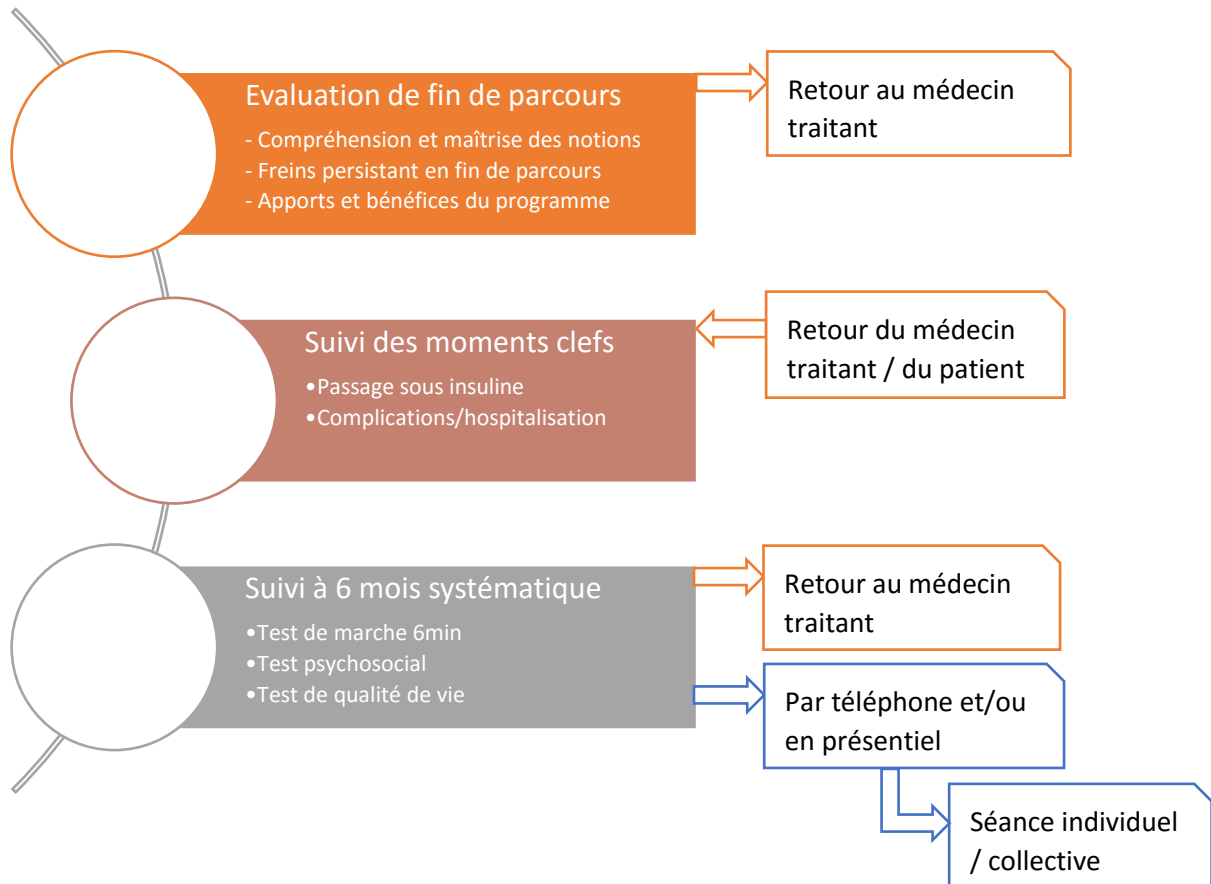 Evaluation de fin de parcours
- Compréhension et maîtrise des notions
- Freins persistant en fin de parcours
- Apports et bénéfices du programme
Retour au médecin
traitant
Suivi des moments clefs
•Passage sous insuline
•Complications/hospitalisation
Retour du médecin
traitant / du patient
Suivi à 6 mois systématique
•Test de marche 6min
•Test psychosocial
•Test de qualité de vie
Retour au médecin
traitant
Par téléphone et/ou
en présentiel
Séance individuel
/ collective